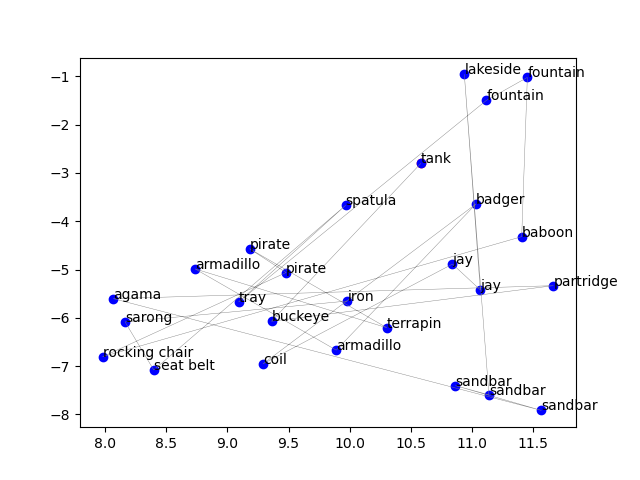 lakeside
fountain
fountain
tank
spatula
badger
baboon
pirate
armadillo
pirate
jay
jay
partridge
agama
tray
iron
sarong
buckeye
terrapin
rocking chair
seat belt
coil
armadillo
sandbar
sandbar
sandbar
−1
−2
−3
−4
−5
−6
−7
−8
8.0 8.5 9.0 9.5 10.0 10.5 11.0 11.5